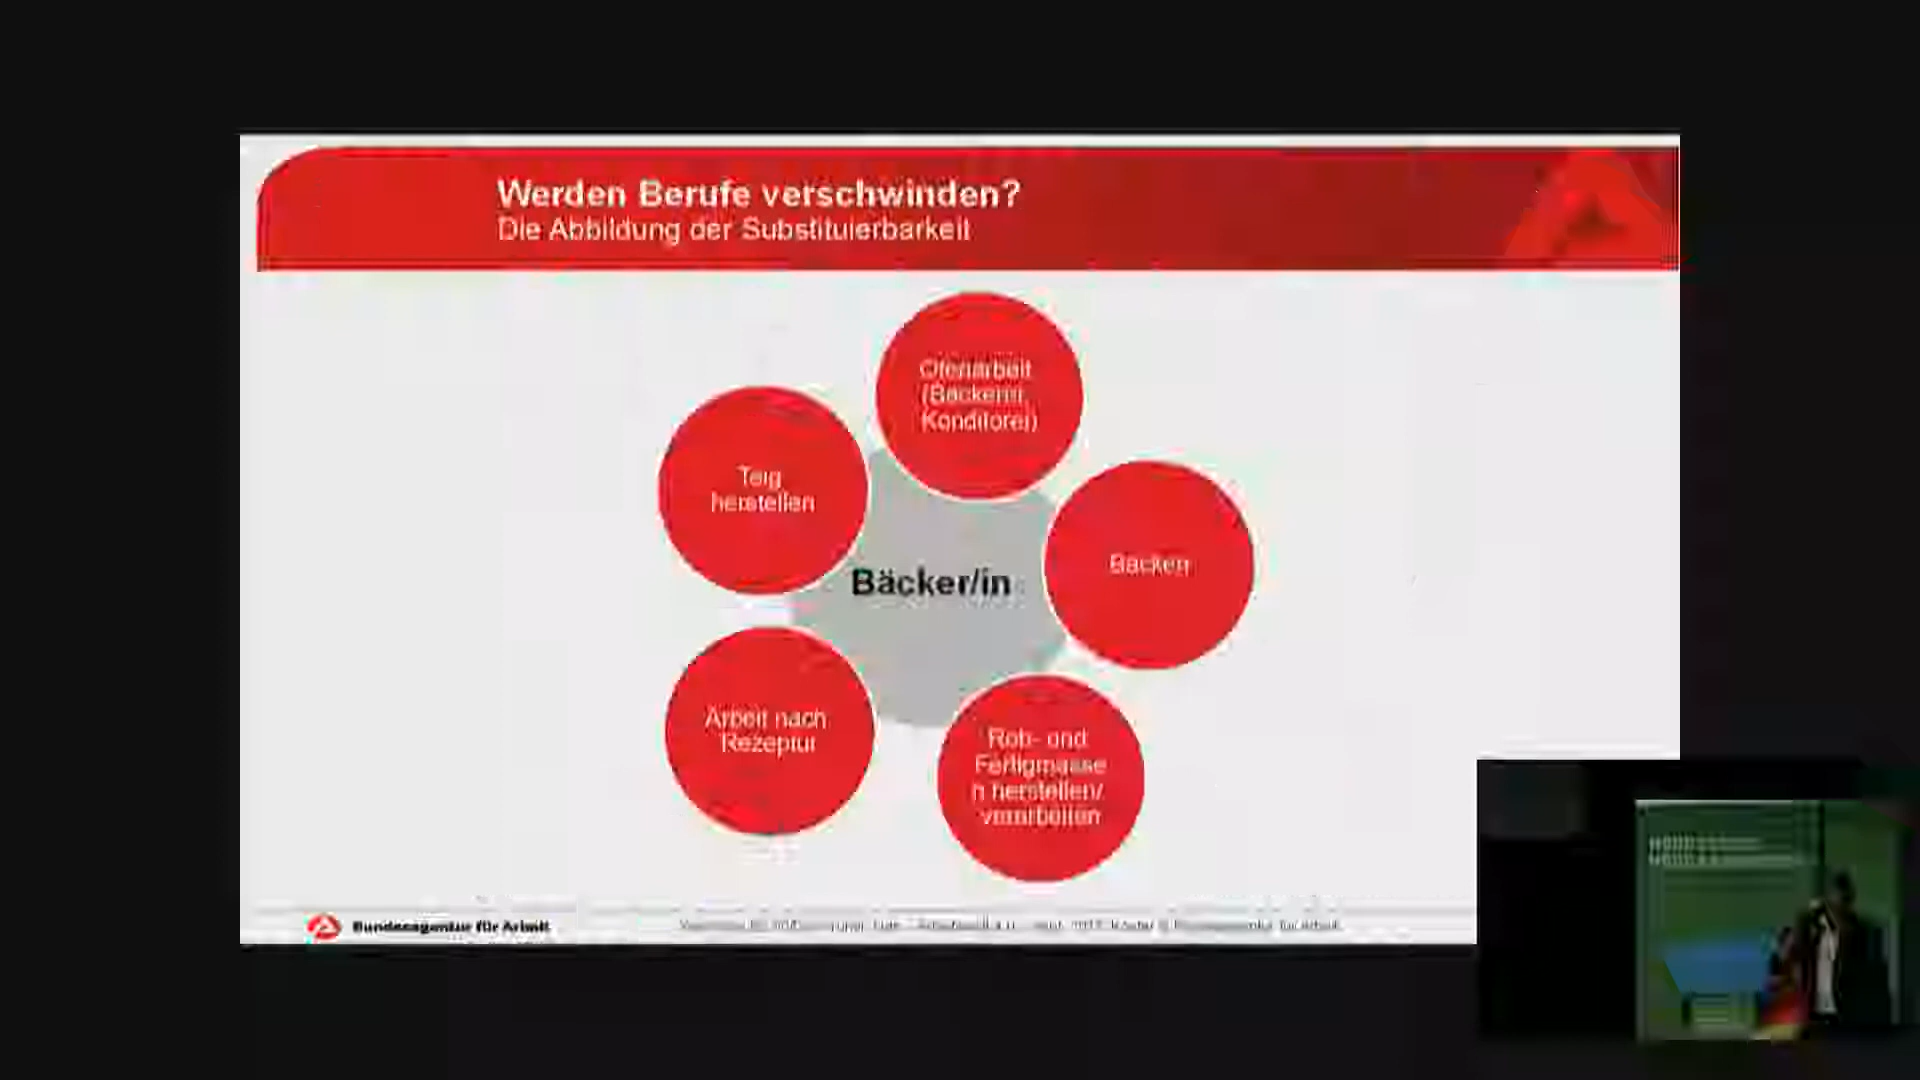 Werden Berufe verschwinden?
Die Abbildung der Substituierbarkeit
Ofenarbeit
(Bäckerei,
Konditorei)
Teig
herstellen
Backen
Bäcker/in
Arbeit nach
Rezeptur
Roh- und
Fertigmasse
n herstellen/
verarbeiten
Bundesagentur für Arbeit